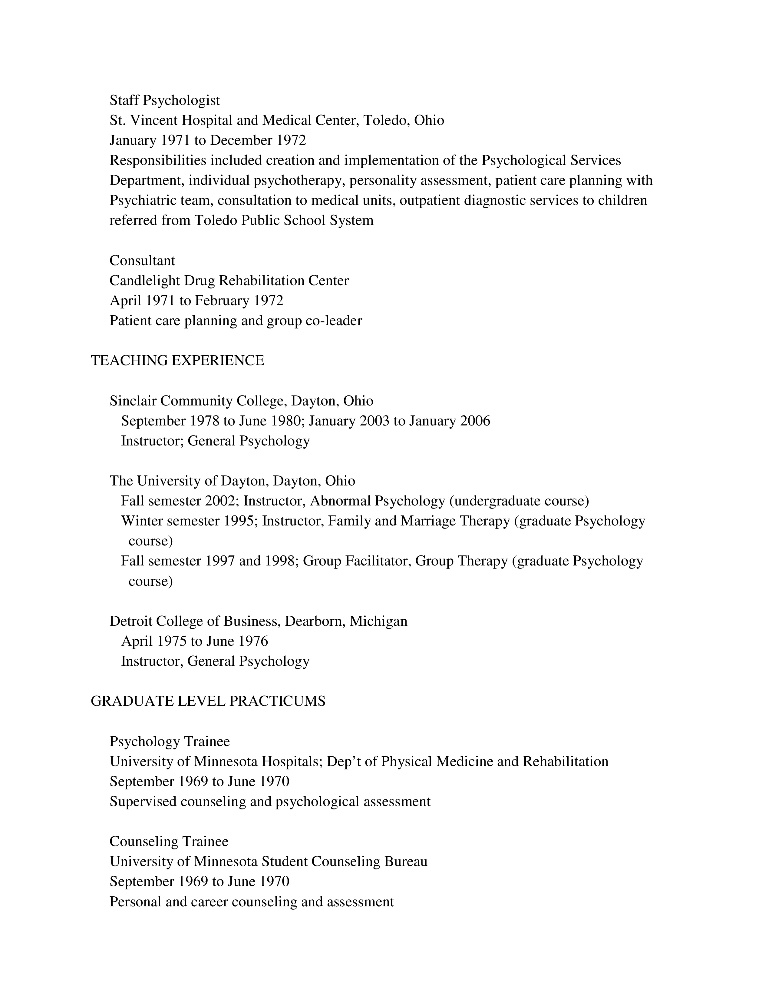 Staff Psychologist
St. Vincent Hospital and Medical Center, Toledo, Ohio
January 1971 to December 1972
Responsibilities included creation and implementation of the Psychological Services
Department, individual psychotherapy, personality assessment, patient care planning with
Psychiatric team, consultation to medical units, outpatient diagnostic services to children
referred from Toledo Public School System
Consultant
Candlelight Drug Rehabilitation Center
April 1971 to February 1972
Patient care planning and group co-leader
TEACHING EXPERIENCE
Sinclair Community College, Dayton, Ohio
September 1978 to June 1980; January 2003 to January 2006
Instructor; General Psychology
The University of Dayton, Dayton, Ohio
Fall semester 2002; Instructor, Abnormal Psychology (undergraduate course)
Winter semester 1995; Instructor, Family and Marriage Therapy (graduate Psychology
course)
Fall semester 1997 and 1998; Group Facilitator, Group Therapy (graduate Psychology
course)
Detroit College of Business, Dearborn, Michigan
April 1975 to June 1976
Instructor, General Psychology
GRADUATE LEVEL PRACTICUMS
Psychology Trainee
University of Minnesota Hospitals; Dep’t of Physical Medicine and Rehabilitation
September 1969 to June 1970
Supervised counseling and psychological assessment
Counseling Trainee
University of Minnesota Student Counseling Bureau
September 1969 to June 1970
Personal and career counseling and assessment